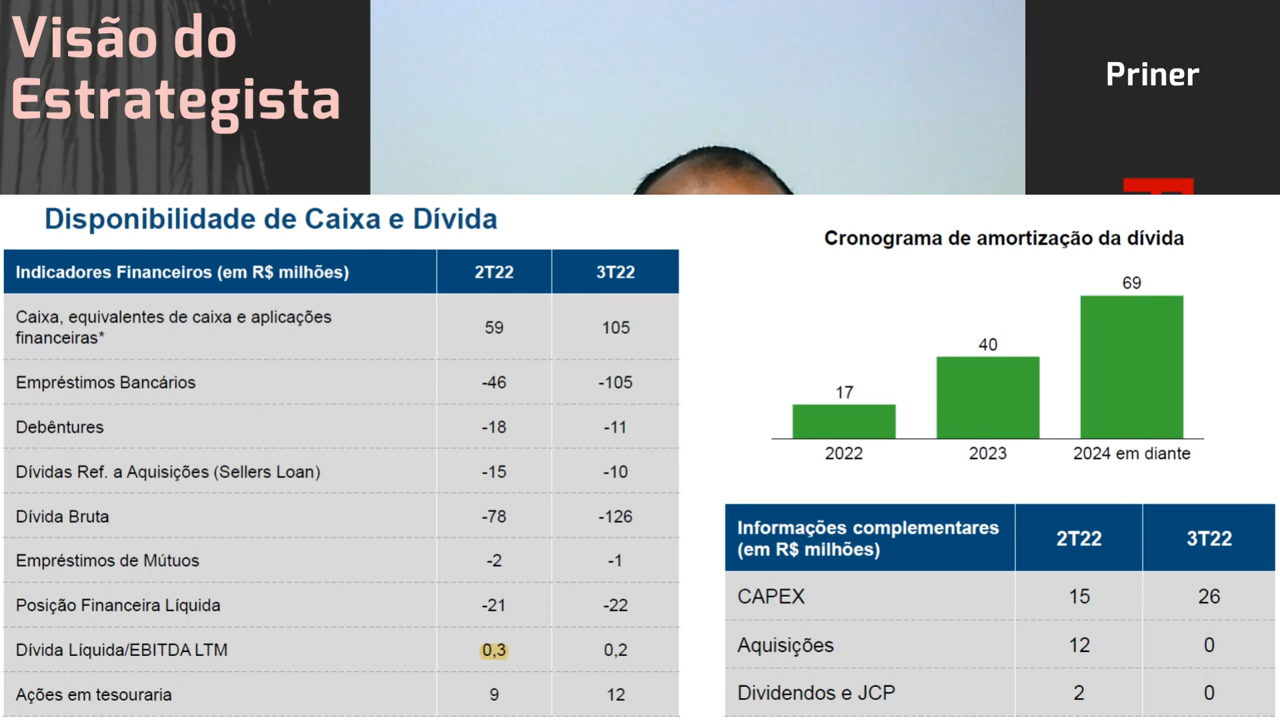 Visão do
Estrategista
Priner
Disponibilidade de Caixa e Dívida
Indicadores Financeiros (em R$ milhões) 2T22 3T22
Caixa, equivalentes de caixa e aplicações
financeiras* 59 105
Empréstimos Bancários -46 -105
Debêntures -18 -11
Dívidas Ref. a Aquisições (Sellers Loan) -15 -10
Dívida Bruta -78 -126
Empréstimos de Mútuos -2 -1
Posição Financeira Líquida -21 -22
Dívida Líquida/EBITDA LTM 0,3 0,2
Ações em tesouraria 9 12
Cronograma de amortização da dívida
17 40 69
2022 2023 2024 em diante
Informações complementares
(em R$ milhões) 2T22 3T22
CAPEX 15 26
Aquisições 12 0
Dividendos e JCP 2 0